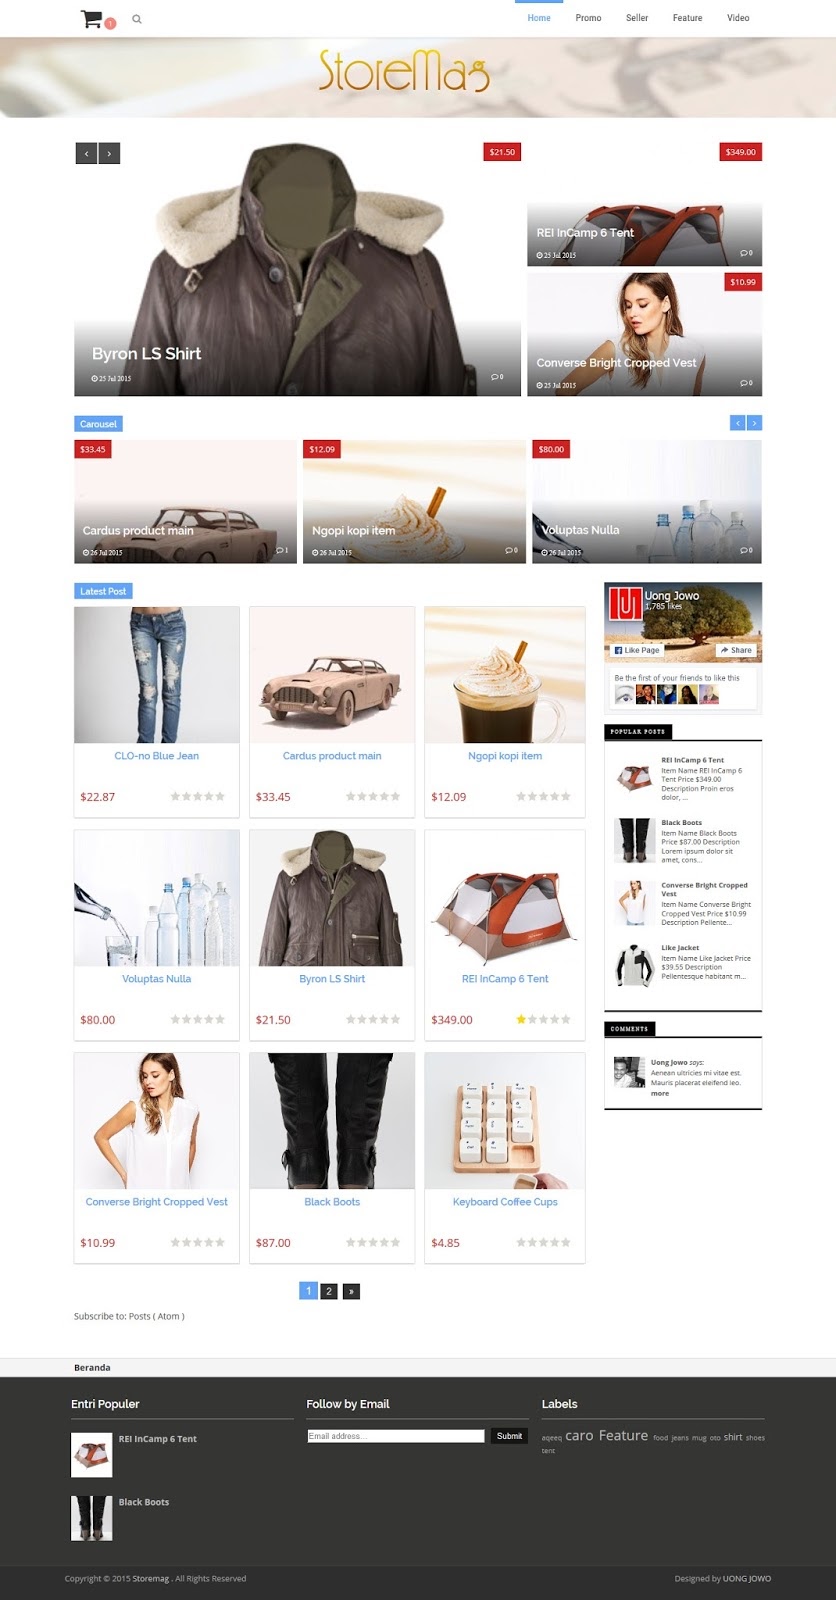 1
Home Promo Seller Feature Video
StoreMag
‹ ›
$21.50
Byron LS Shirt
25 Jul 2015
0
$349.00
REI InCamp 6 Tent
25 Jul 2015
0
$10.99
Converse Bright Cropped Vest
25 Jul 2015
0
Carousel
‹ ›
$33.45
Cardus product main
26 Jul 2015
1
$12.09
Ngopi kopi item
26 Jul 2015
0
$80.00
Voluptas Nulla
26 Jul 2015
0
Latest Post
CLO-no Blue Jean
$22.87
Cardus product main
$33.45
Ngopi kopi item
$12.09
Voluptas Nulla
$80.00
Byron LS Shirt
$21.50
REI InCamp 6 Tent
$349.00
Converse Bright Cropped Vest
$10.99
Black Boots
$87.00
Keyboard Coffee Cups
$4.85
1 2 »
Subscribe to: Posts ( Atom )
Uong Jowo
1,785 likes
Like Page
Share
Be the first of your friends to like this
POPULAR POSTS
REI InCamp 6 Tent
Item Name REI InCamp 6
Tent Price $349.00
Description Proin eros
dolor, ...
Black Boots
Item Name Black Boots
Price $87.00 Description
Lorem ipsum dolor sit
amet, cons...
Converse Bright Cropped
Vest
Item Name Converse Bright
Cropped Vest Price $10.99
Description Pellente...
Like Jacket
Item Name Like Jacket Price
$39.55 Description
Pellentesque habitant m...
COMMENTS
Uong Jowo says:
Aenean ultricies mi vitae est.
Mauris placerat eleifend leo.
more
Beranda
Entri Populer
REI InCamp 6 Tent
Black Boots
Follow by Email
Email address...
Submit
Labels
aqeeq caro Feature food jeans mug oto shirt shoes
tent
Copyright © 2015 Storemag . All Rights Reserved
Designed by UONG JOWO